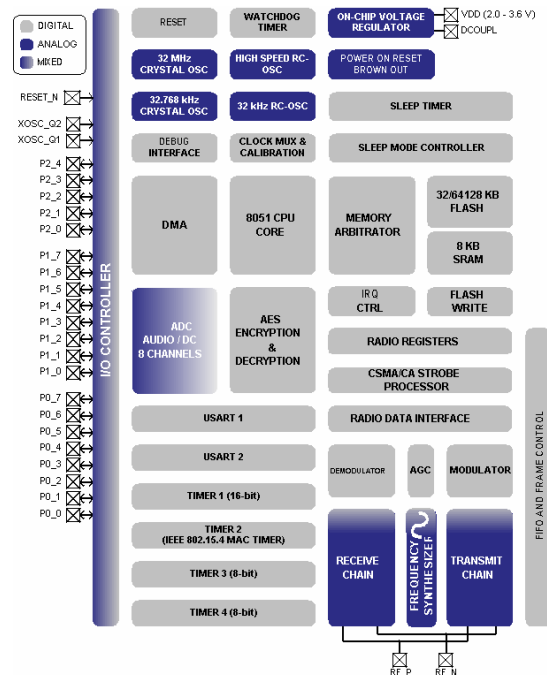 DIGITAL
ANALOG
MIXED
RESET
WATCHDOG
TIMER
ON-CHIP VOLTAGE
REGULATOR
VDD (2.0 - 3.6 V)
DCOUPL
32 MHz
CRYSTAL OSC
HIGH SPEED RC-
OSC
POWER ON RESET
BROWN OUT
32.768 kHz
CRYSTAL OSC
32 kHz RC-OSC
SLEEP TIMER
DEBUG
INTERFACE
CLOCK MUX &
CALIBRATION
SLEEP MODE CONTROLLER
RESET_N
XOSC_Q2
XOSC_Q1
P2_4
P2_3
P2_2
P2_1
P2_0
P1_7
P1_6
P1_5
P1_4
P1_3
P1_2
P1_1
P1_0
P0_7
P0_6
P0_5
P0_4
P0_3
P0_2
P0_1
P0_0
I/O CONTROLLER
DMA
8051 CPU
CORE
MEMORY
ARBITRATOR
32/64128 KB
FLASH
8 KB
SRAM
ADC
AUDIO / DC
8 CHANNELS
AES
ENCRYPTION
&
DECRYPTION
IRQ
CTRL
FLASH
WRITE
RADIO REGISTERS
CSMA/CA STROBE
PROCESSOR
USART 1
RADIO DATA INTERFACE
USART 2
DEMODULATOR
AGC
MODULATOR
TIMER 1 (16-bit)
TIMER 2
(IEEE 802.15.4 MAC TIMER)
TIMER 3 (8-bit)
TIMER 4 (8-bit)
RECEIVE
CHAIN
FREQUENCY
SYNTHESIZER
TRANSMIT
CHAIN
FIFO AND FRAME CONTROL
RF_P
RF_N